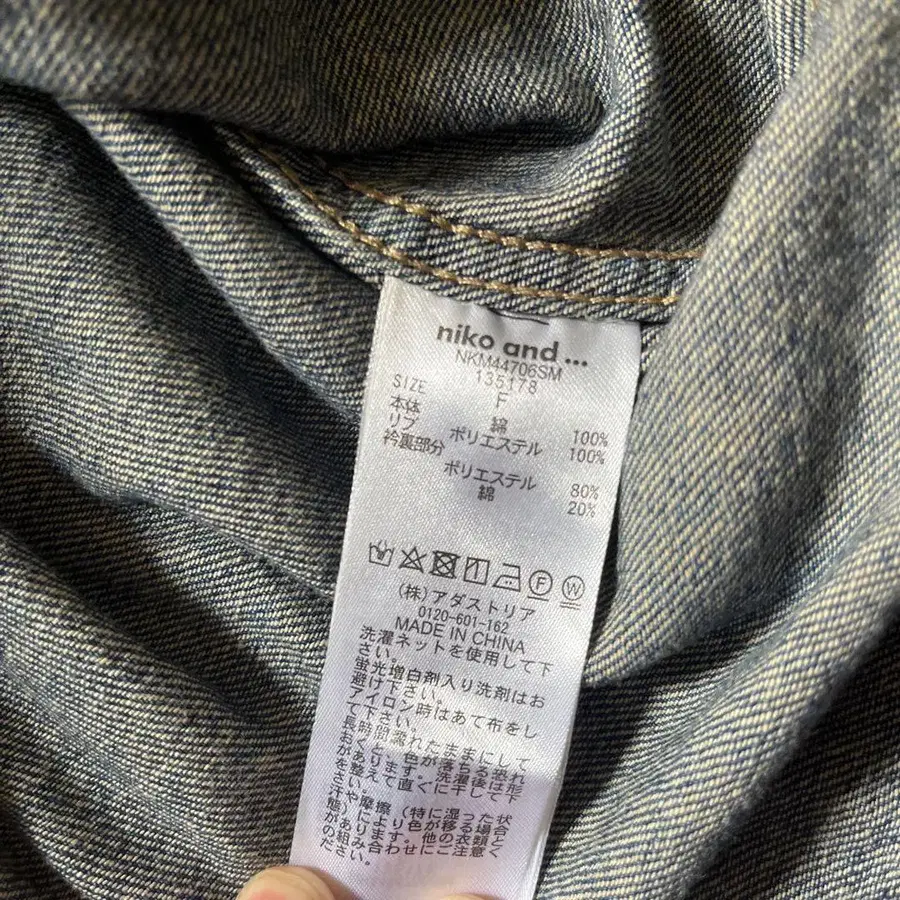 niko and ...
NKM44706SM
135178
SIZE F
本体 綿 100%
リブ ポリエステル 100%
衿裏部分
ポリエステル 80%
綿 20%
F W
(株)アダストリア
0120-601-162
MADE IN CHINA
洗濯ネットを使用して下
さい。
蛍光増白剤入り洗剤はお
避け下さい。
アイロン時はあて布をし
て下さい。
長時間濡れたままにして
おくと色が落ちる恐れ
があります。洗濯後は形
を整えて直ぐに干して下
さい。
汗や摩擦(特に湿った状
態)により色が移る場合
があります。他の衣類と
の組み合わせにご注意く
ださい。